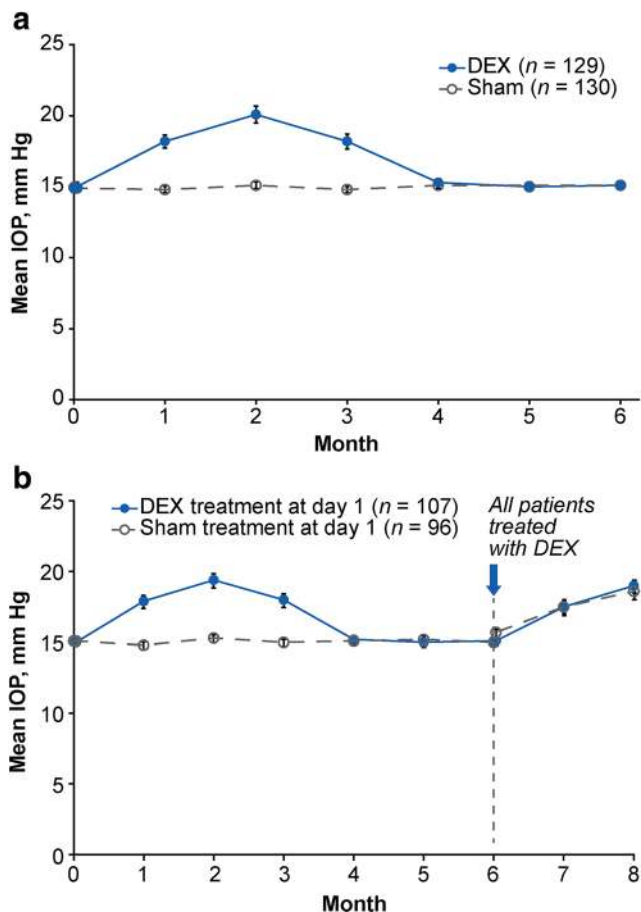 a
25
20
15
10
5
0
Mean IOP, mm Hg
DEX (n = 129)
Sham (n = 130)
0 1 2 3 4 5 6
Month
b
25
20
15
10
5
0
Mean IOP, mm Hg
DEX treatment at day 1 (n = 107)
Sham treatment at day 1 (n = 96)
All patients
treated
with DEX
0 1 2 3 4 5 6 7 8
Month